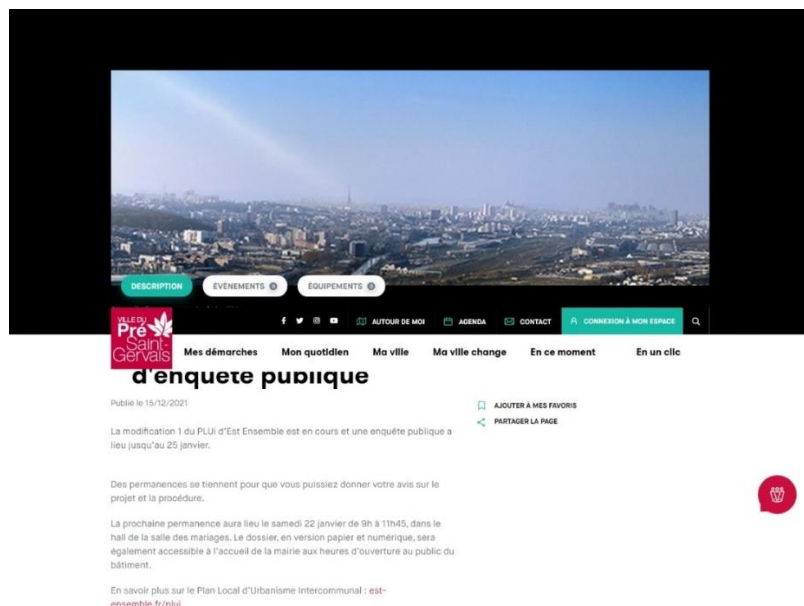 DESCRIPTION
ÉVÈNEMENTS 0
ÉQUIPEMENTS 0
AUTOUR DE MOI
AGENDA
CONTACT
CONNEXION À MON ESPACE
VILLE DU
Pré
Saint-
Gervais
Mes démarches
Mon quotidien
Ma ville
Ma ville change
En ce moment
En un clic
d'enquête publique
Publié le 15/12/2021
AJOUTER À MES FAVORIS
PARTAGER LA PAGE
La modification 1 du PLUi d'Est Ensemble est en cours et une enquête publique a
lieu jusqu'au 25 janvier.
Des permanences se tiennent pour que vous puissiez donner votre avis sur le
projet et la procédure.
La prochaine permanence aura lieu le samedi 22 janvier de 9h à 11h45, dans le
hall de la salle des mariages. Le dossier, en version papier et numérique, sera
également accessible à l'accueil de la mairie aux heures d'ouverture au public du
bâtiment.
En savoir plus sur le Plan Local d'Urbanisme Intercommunal : est-
ensemble.fr/plui